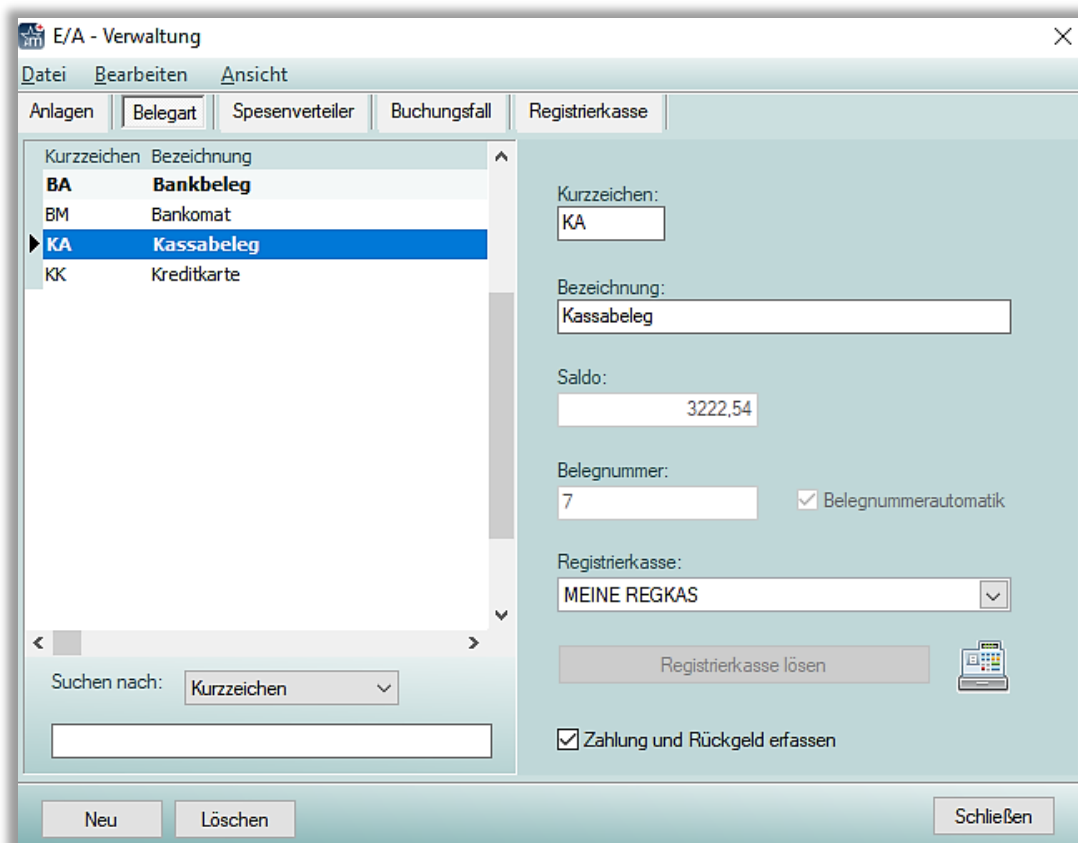 E/A - Verwaltung
Datei Bearbeiten Ansicht
Anlagen Belegart Spesenverteiler Buchungsfall Registrierkasse
Kurzzeichen Bezeichnung
BA Bankbeleg
BM Bankomat
KA Kassabeleg
KK Kreditkarte
Suchen nach: Kurzzeichen
Kurzzeichen:
KA
Bezeichnung:
Kassabeleg
Saldo:
3222,54
Belegnummer:
7 Belegnummerautomatik
Registrierkasse:
MEINE REGKAS
Registrierkasse lösen
Zahlung und Rückgeld erfassen
Neu Löschen Schließen